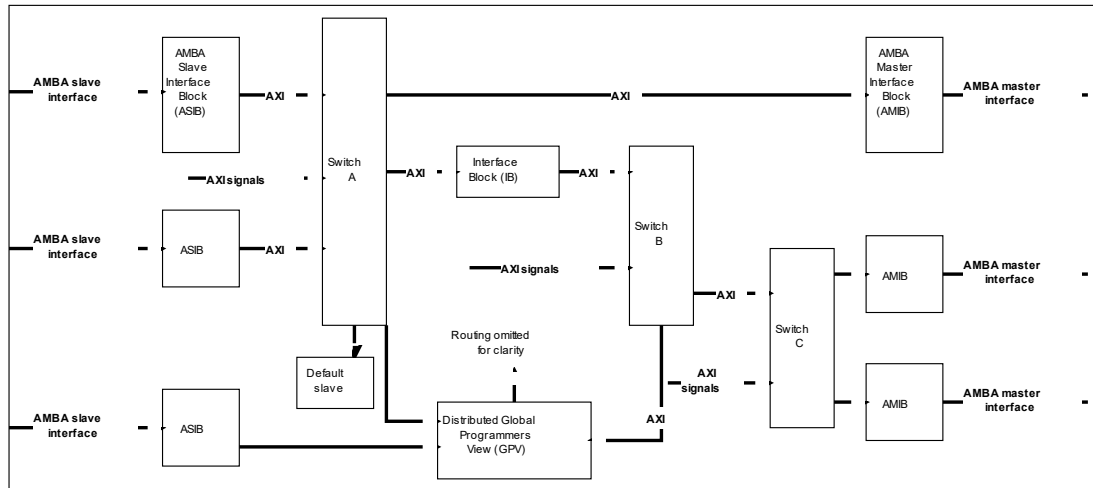 AMBA
Slave
Interface
Block
(ASIB)
AMBA slave
interface
AXI
AXI
AMBA
Master
Interface
Block
(AMIB)
AMBA master
interface
Switch
A
AXI signals
AXI
Interface
Block (IB)
AXI
AMBA slave
interface
ASIB
AXI
Switch
B
AXI signals
AXI
AMIB
AMBA master
interface
Switch
C
Routing omitted
for clarity
Default
slave
AXI
signals
AMBA slave
interface
ASIB
Distributed Global
Programmers
View (GPV)
AXI
AMIB
AMBA master
interface